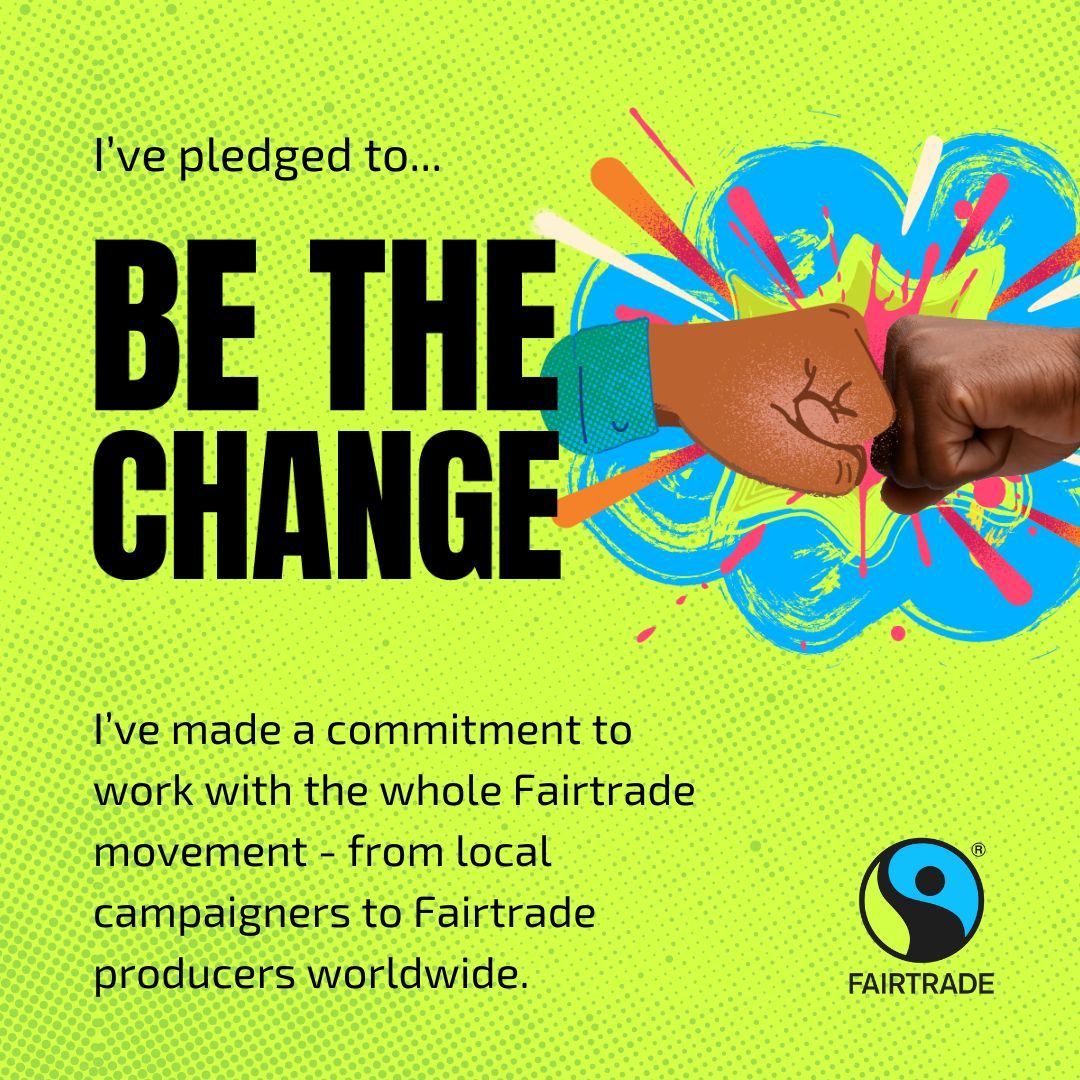 I’ve pledged to...
BE THE
CHANGE
I’ve made a commitment to
work with the whole Fairtrade
movement - from local
campaigners to Fairtrade
producers worldwide.
®
FAIRTRADE